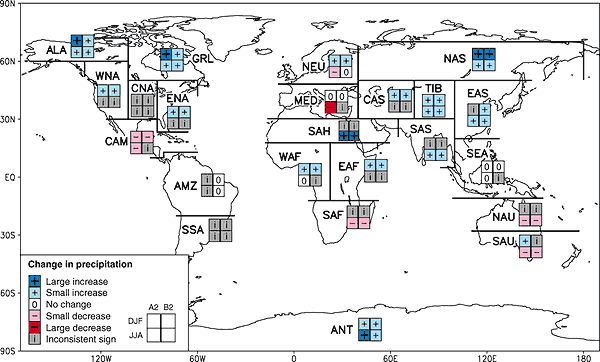 90N
60N
30N
EQ
30S
60S
90S
ALA
GRL
WNA
CNA
ENA
CAM
AMZ
SSA
NEU
MED
SAH
WAF
EAF
SAF
NAS
CAS
TIB
EAS
SAS
SEA
NAU
SAU
ANT
Change in precipitation
Large increase
Small increase
No change
Small decrease
Large decrease
Inconsistent sign
A2 B2
DJF
JJA
120W 60W 0 60E 120E 180